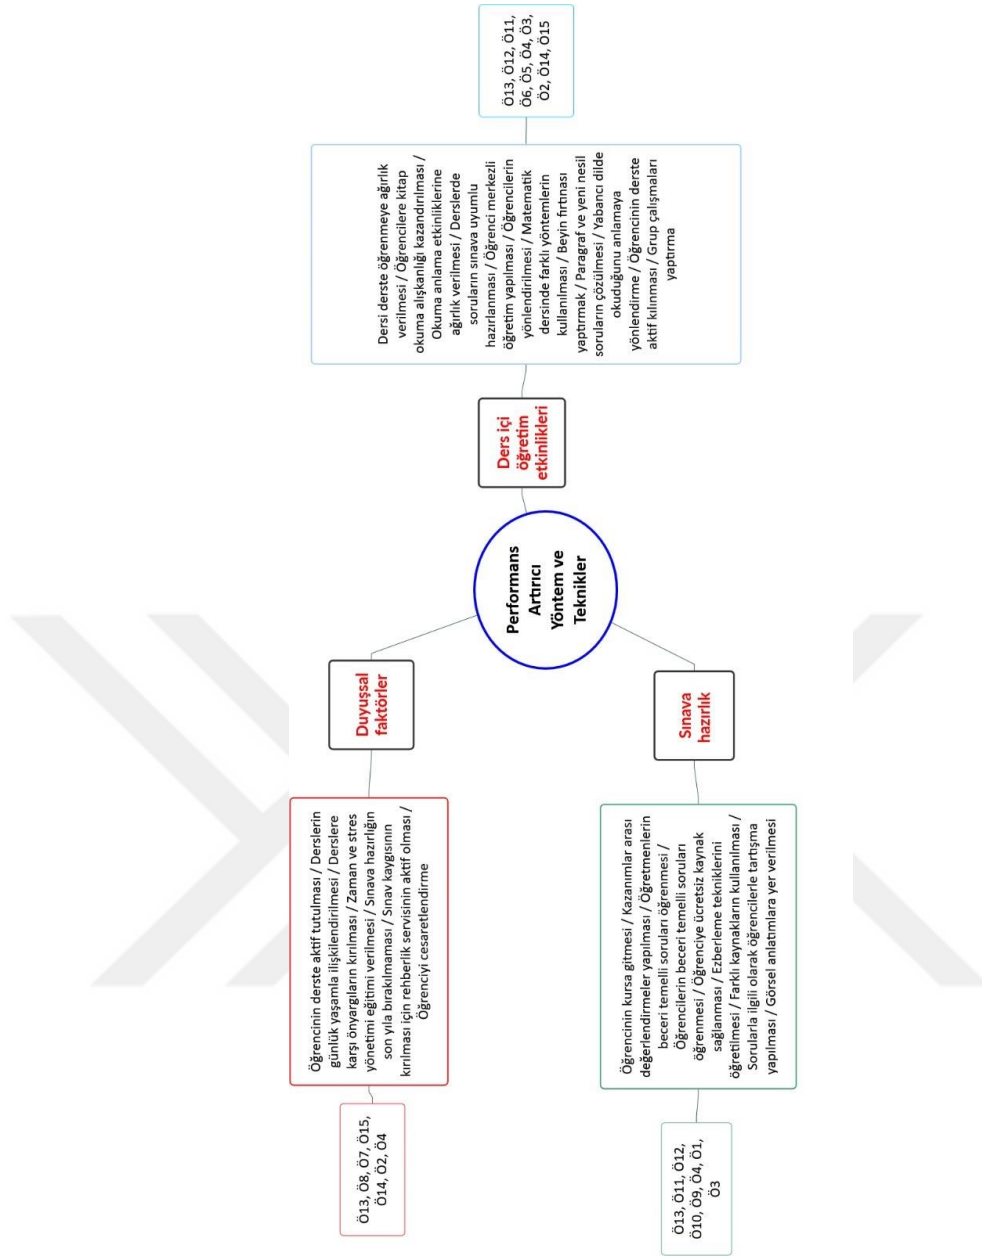 Performans
Artırıcı
Yöntem ve
Teknikler
Ders içi
öğretim
etkinlikleri
Dersi derste öğrenmeye ağırlık
verilmesi / Öğrencilere kitap
okuma alışkanlığı kazandırılması /
Okuma anlama etkinliklerine
ağırlık verilmesi / Derslerde
soruların sınava uyumlu
hazırlanması / Öğrenci merkezli
öğretim yapılması / Öğrencilerin
yönlendirilmesi / Matematik
dersinde farklı yöntemlerin
kullanılması / Beyin fırtınası
yaptırmak / Paragraf ve yeni nesil
soruların çözülmesi / Yabancı dilde
okuduğunu anlamaya
yönlendirme / Öğrencinin derste
aktif kılınması / Grup çalışmaları
yaptırma
Ö13, Ö12, Ö11,
Ö6, Ö5, Ö4, Ö3,
Ö2, Ö14, Ö15
Duyuşsal
faktörler
Öğrencinin derste aktif tutulması / Derslerin
günlük yaşamla ilişkilendirilmesi / Derslere
karşı önyargıların kırılması / Zaman ve stres
yönetimi eğitimi verilmesi / Sınava hazırlığın
son yıla bırakılmaması / Sınav kaygısının
kırılması için rehberlik servisinin aktif olması /
Öğrenciyi cesaretlendirme
Ö13, Ö8, Ö7, Ö15,
Ö14, Ö2, Ö4
Sınava
hazırlık
Öğrencinin kursa gitmesi / Kazanımlar arası
değerlendirmeler yapılması / Öğretmenlerin
beceri temelli soruları öğrenmesi /
Öğrencilerin beceri temelli soruları
öğrenmesi / Öğrenciye ücretsiz kaynak
sağlanması / Ezberleme tekniklerini
öğretilmesi / Farklı kaynakların kullanılması /
Sorularla ilgili olarak öğrencilerle tartışma
yapılması / Görsel anlatımlara yer verilmesi
Ö13, Ö11, Ö12,
Ö10, Ö9, Ö4, Ö1,
Ö3